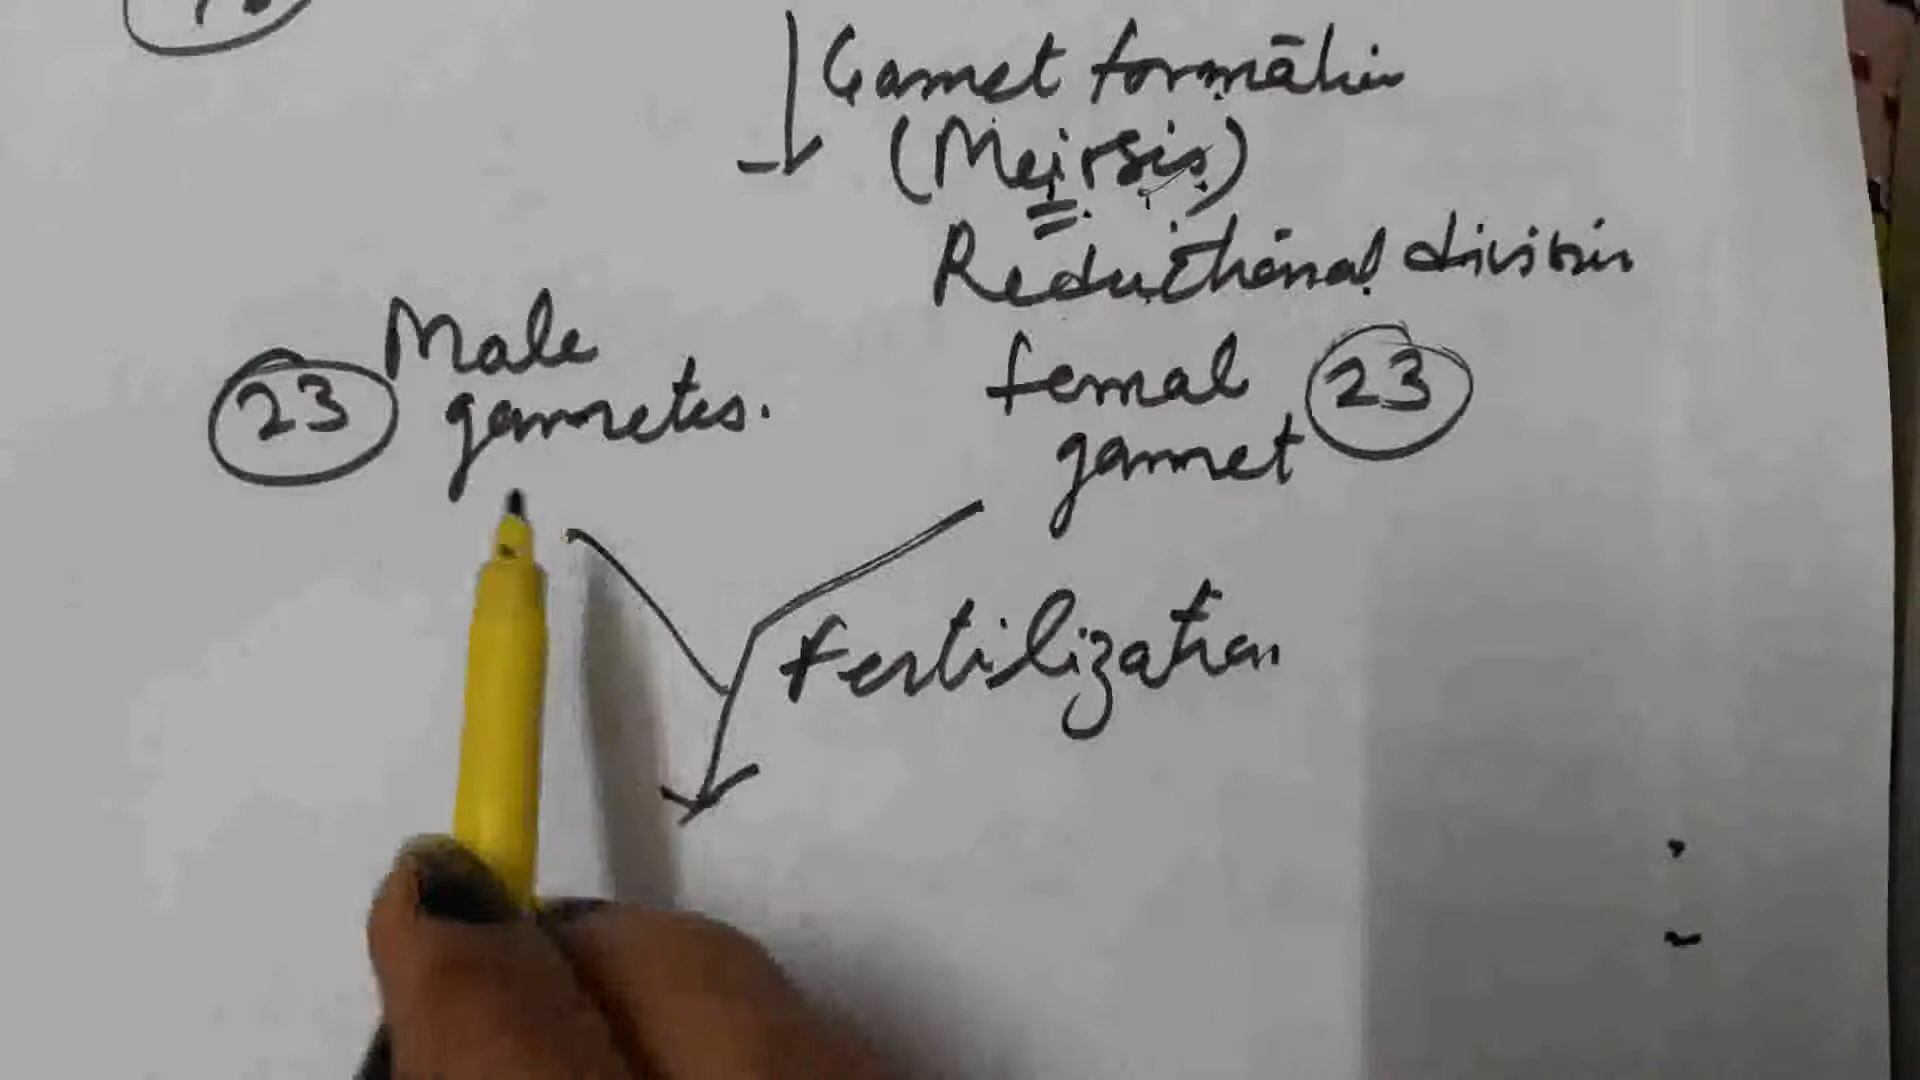 Gamet formation
(Meiosis)
Reductional division
Male
gametes.
23
femal
gamet
23
Fertilization